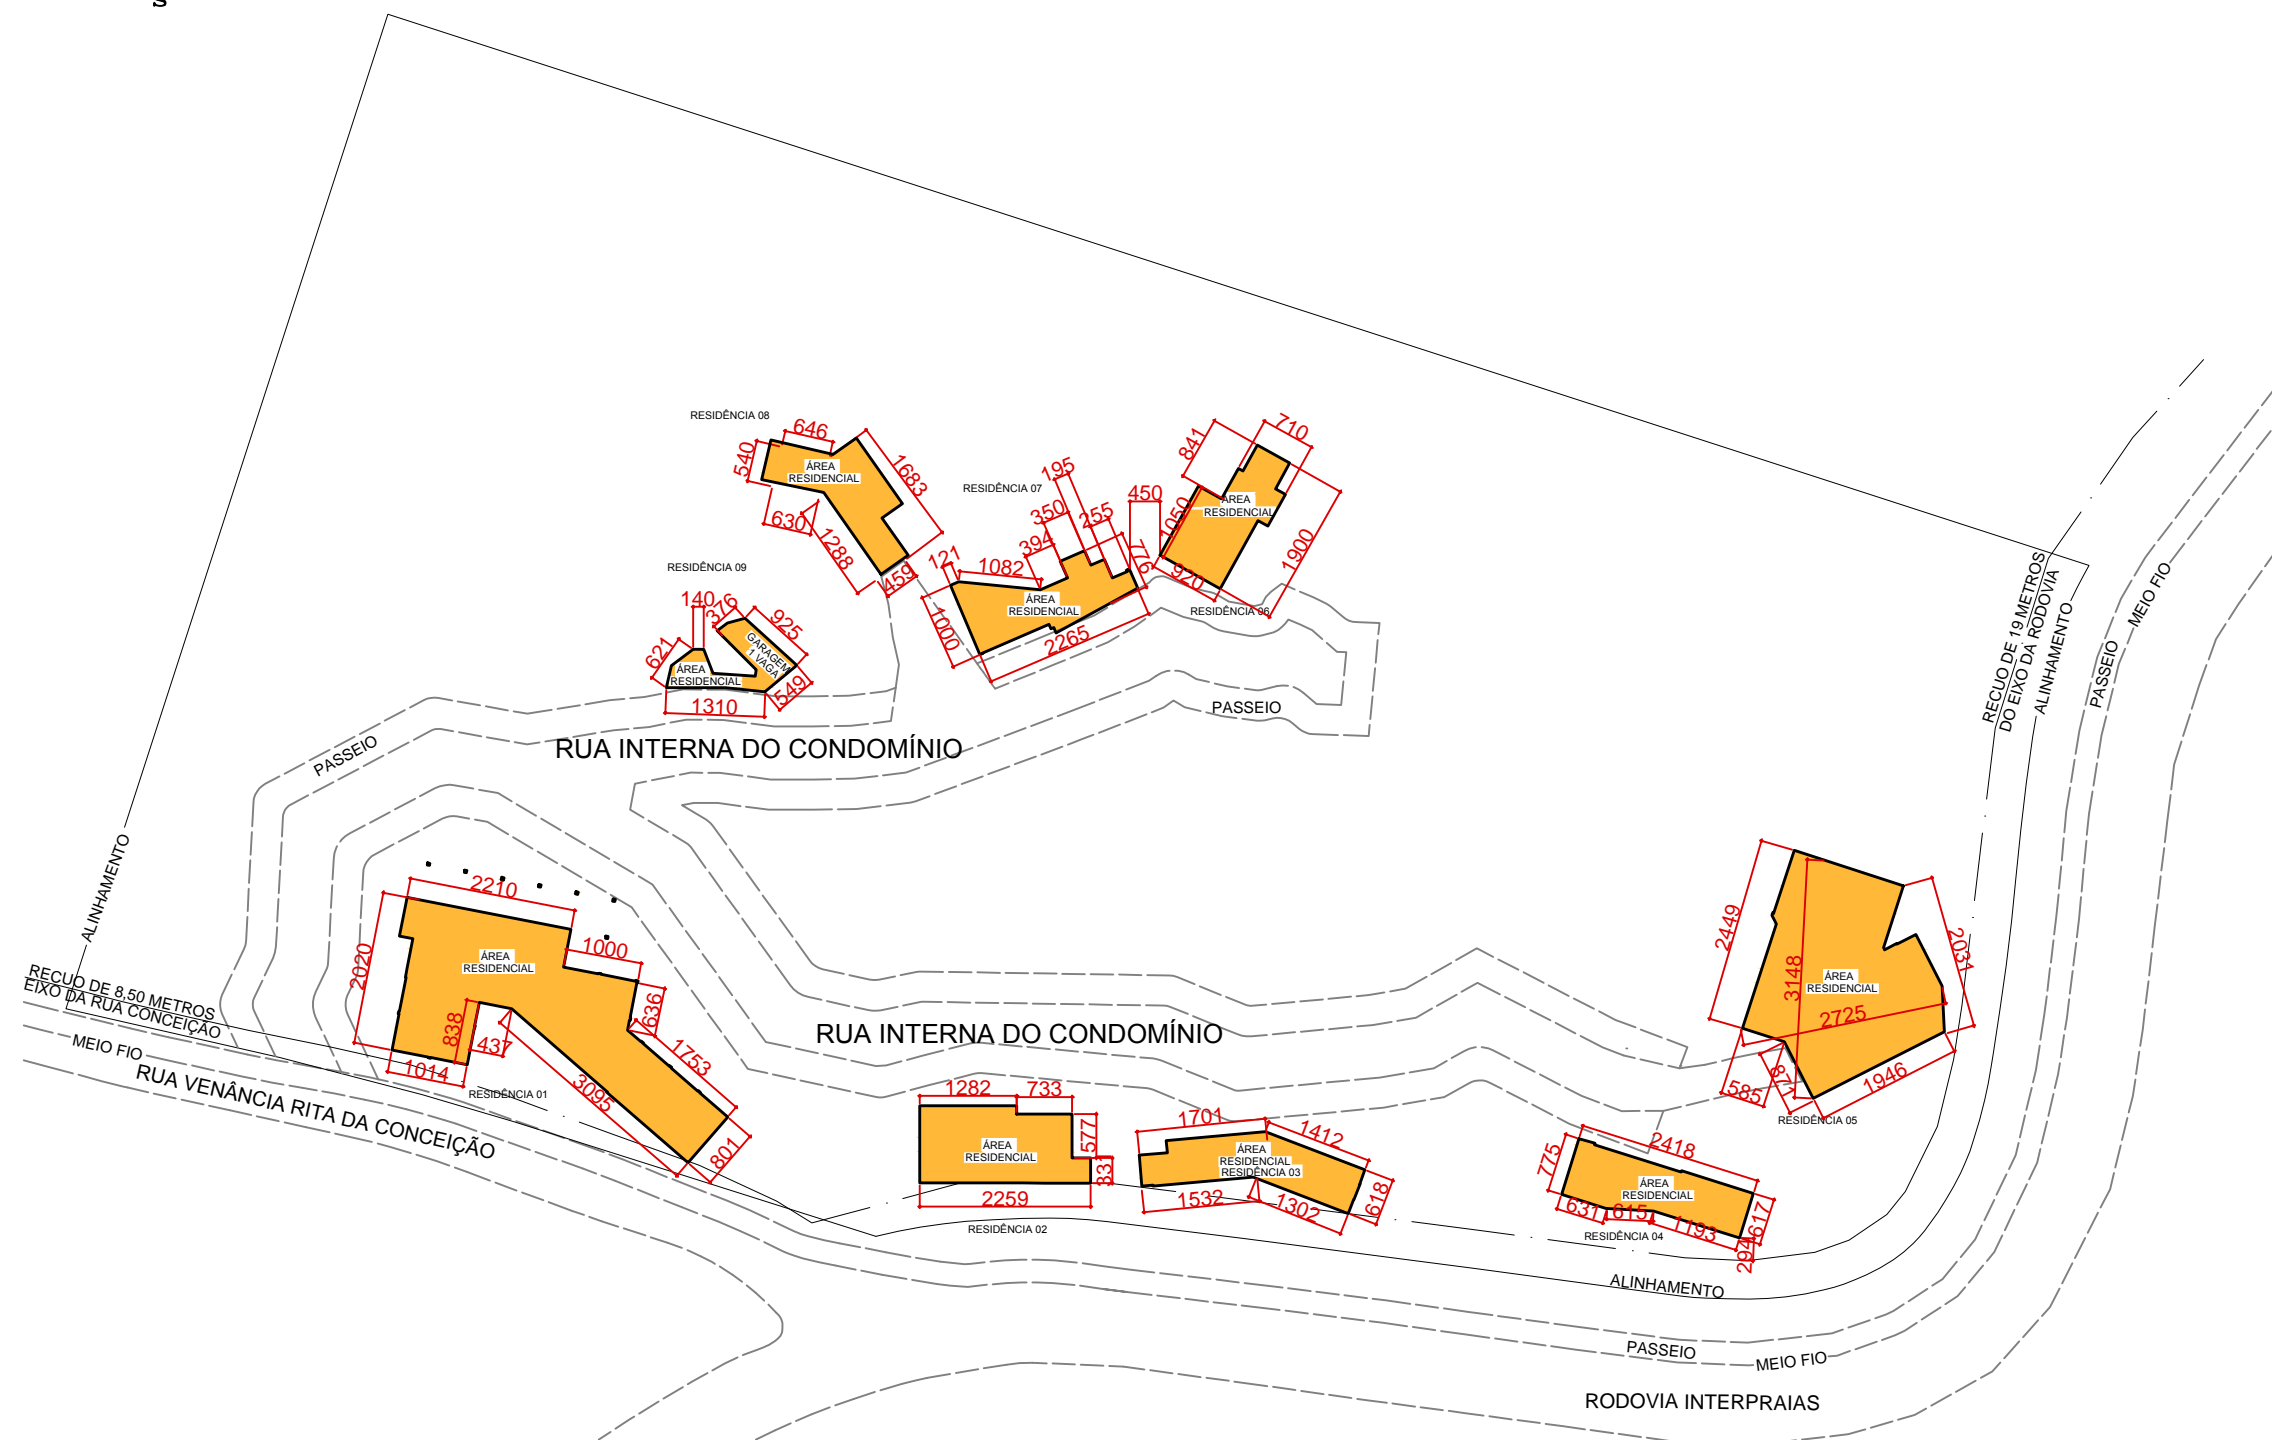 s
RESIDÊNCIA 08
646
540
ÁREA
RESIDENCIAL
1683
630
1288
459
RESIDÊNCIA 07
195
350
255
450
394
121
1082
776
ÁREA
RESIDENCIAL
1000
2265
841
710
1050
ÁREA
RESIDENCIAL
1900
920
RESIDÊNCIA 06
RESIDÊNCIA 09
140
376
925
621
GARAGEM
1 VAGA
ÁREA
RESIDENCIAL
549
1310
PASSEIO
RUA INTERNA DO CONDOMÍNIO
PASSEIO
RECUO DE 19 METROS
DO EIXO DA RODOVIA
ALINHAMENTO
PASSEIO
MEIO FIO
ALINHAMENTO
2210
1000
2020
ÁREA
RESIDENCIAL
636
838
437
1753
1014
3095
801
RESIDÊNCIA 01
RECUO DE 8,50 METROS
EIXO DA RUA CONCEIÇÃO
MEIO FIO
RUA VENÂNCIA RITA DA CONCEIÇÃO
RUA INTERNA DO CONDOMÍNIO
1282
733
577
331
ÁREA
RESIDENCIAL
2259
RESIDÊNCIA 02
1701
1412
ÁREA
RESIDENCIAL
RESIDÊNCIA 03
1532
1302
618
2449
2031
3148
ÁREA
RESIDENCIAL
2725
871
585
1946
RESIDÊNCIA 05
2418
775
ÁREA
RESIDENCIAL
631
615
1193
617
294
RESIDÊNCIA 04
ALINHAMENTO
PASSEIO
MEIO FIO
RODOVIA INTERPRAIAS